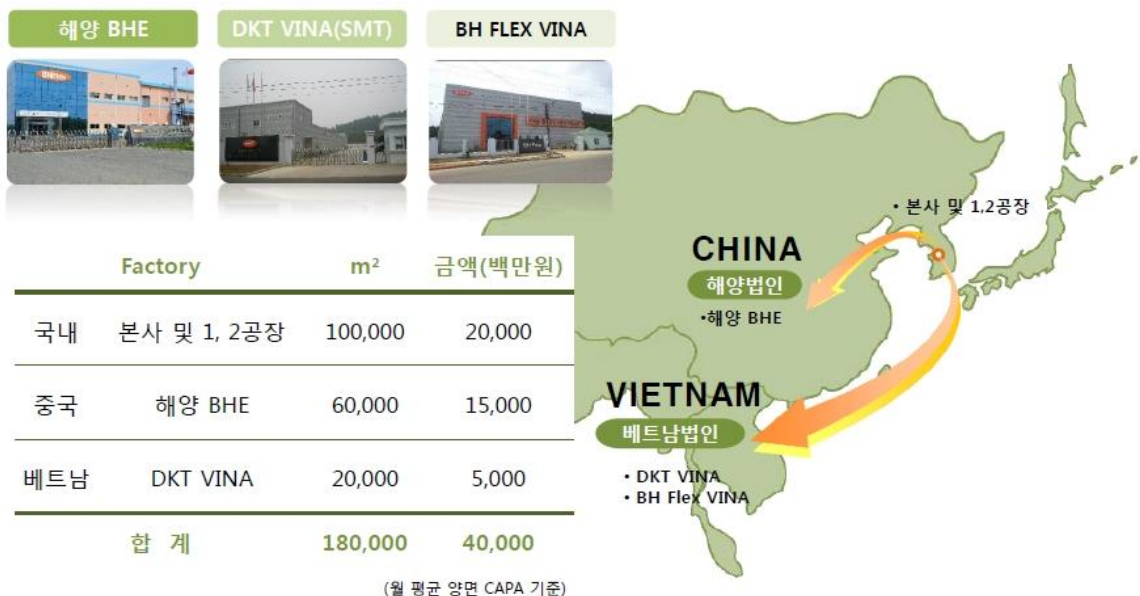 해양 BHE
DKT VINA(SMT)
BH FLEX VINA
Factory m² 금액(백만원)
국내 본사 및 1, 2공장 100,000 20,000
중국 해양 BHE 60,000 15,000
베트남 DKT VINA 20,000 5,000
합 계 180,000 40,000
(월 평균 양면 CAPA 기준)
• 본사 및 1,2공장
CHINA
해양법인
•해양 BHE
VIETNAM
베트남법인
• DKT VINA
• BH Flex VINA